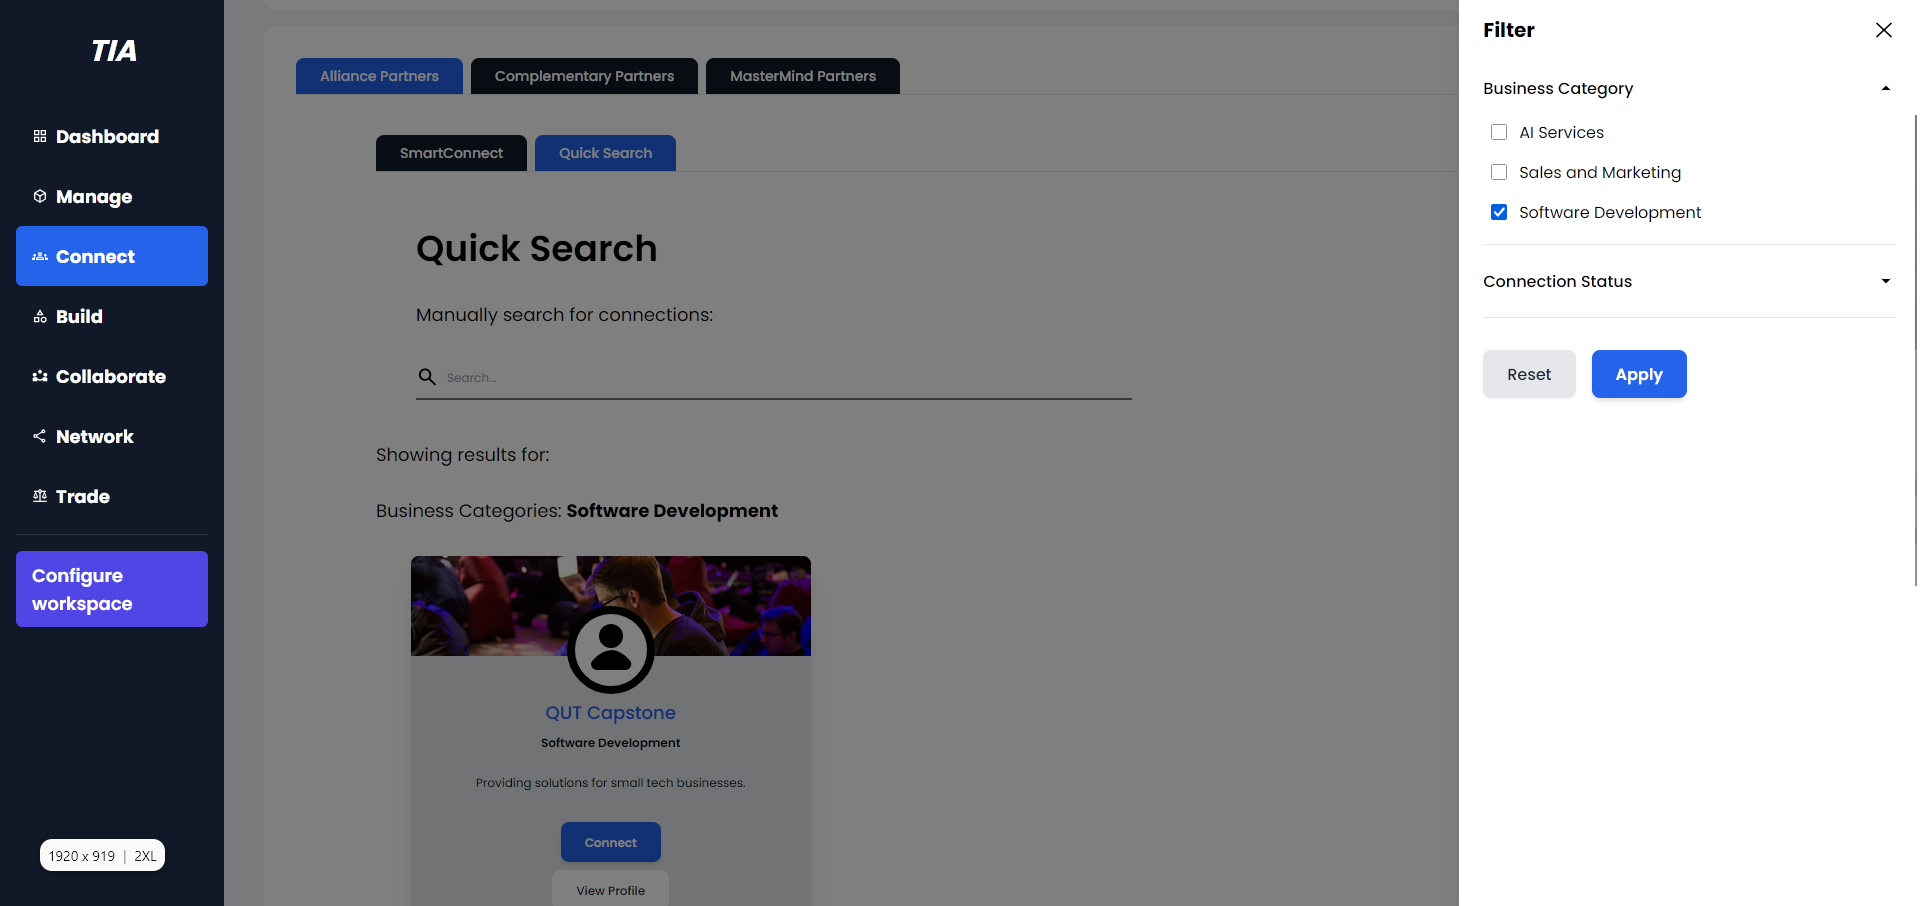 TIA
Dashboard
Manage
Connect
Build
Collaborate
Network
Trade
Configure
workspace
1920 x 919 | 2XL
Alliance Partners
Complementary Partners
MasterMind Partners
SmartConnect
Quick Search
Quick Search
Manually search for connections:
Search...
Showing results for:
Business Categories: Software Development
QUT Capstone
Software Development
Providing solutions for small tech businesses.
Connect
View Profile
Filter
Business Category
AI Services
Sales and Marketing
Software Development
Connection Status
Reset
Apply